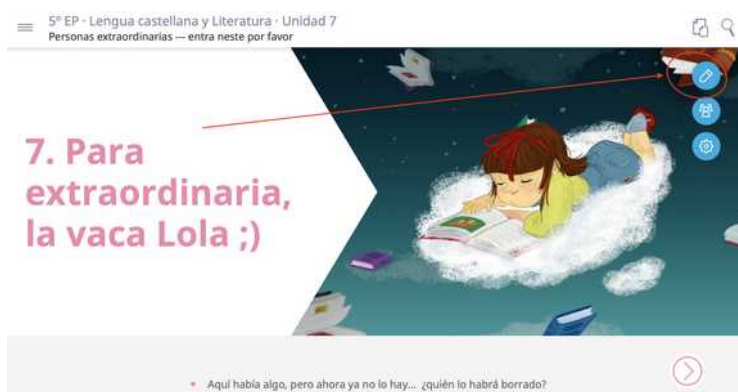 5º EP · Lengua castellana y Literatura · Unidad 7
Personas extraordinarias --- entra neste por favor
7. Para
extraordinaria,
la vaca Lola ;)
Aquí había algo, pero ahora ya no lo hay... ¿quién lo habrá borrado?